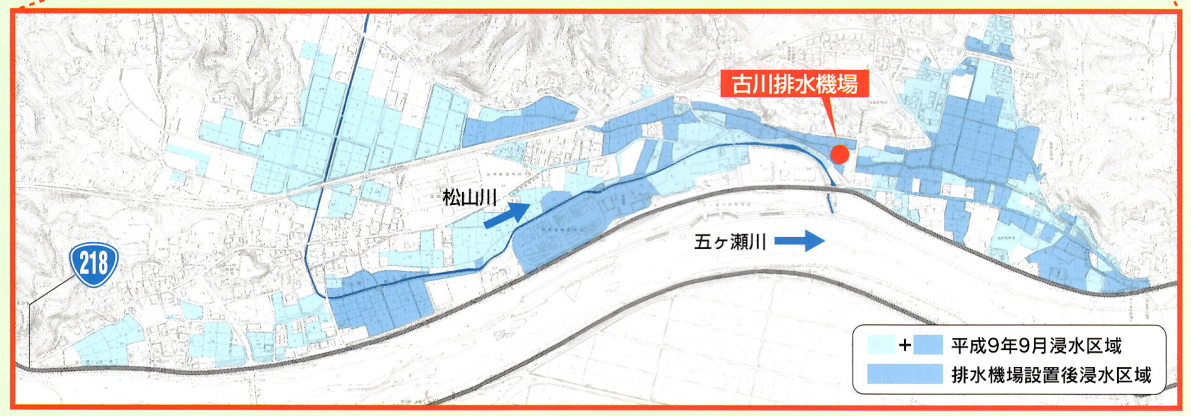 古川排水機場
松山川
五ヶ瀬川
218
+ 平成9年9月浸水区域
排水機場設置後浸水区域